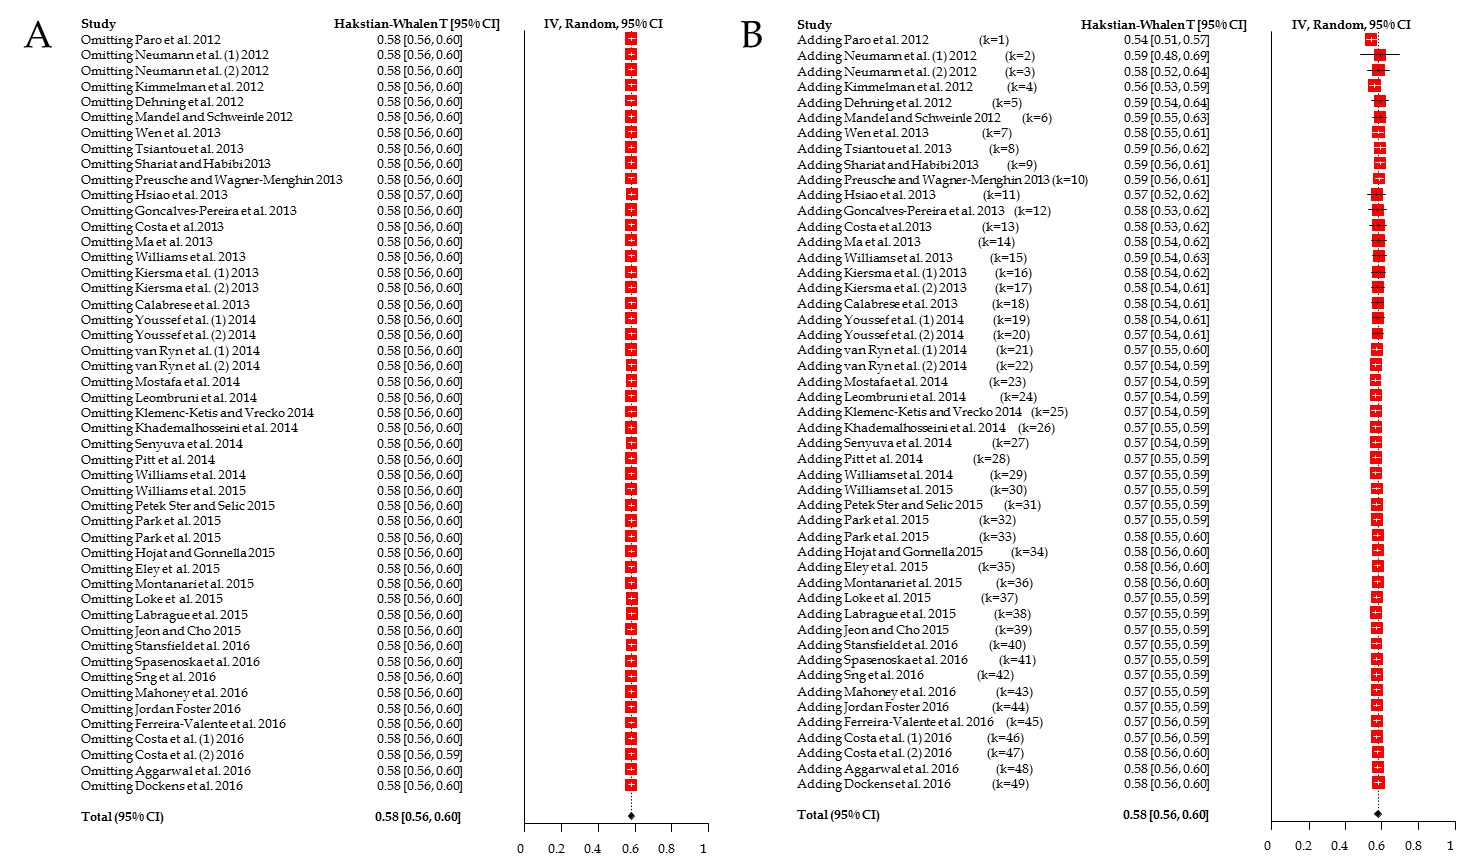 A
Study Hakstian-Whalen T [95% CI] IV, Random, 95% CI
Omitting Paro et al. 2012 0.58 [0.56, 0.60]
Omitting Neumann et al. (1) 2012 0.58 [0.56, 0.60]
Omitting Neumann et al. (2) 2012 0.58 [0.56, 0.60]
Omitting Kimmelman et al. 2012 0.58 [0.56, 0.60]
Omitting Dehning et al. 2012 0.58 [0.56, 0.60]
Omitting Mandel and Schweinle 2012 0.58 [0.56, 0.60]
Omitting Wen et al. 2013 0.58 [0.56, 0.60]
Omitting Tsiantou et al. 2013 0.58 [0.56, 0.60]
Omitting Shariat and Habibi 2013 0.58 [0.56, 0.60]
Omitting Preusche and Wagner-Menghin 2013 0.58 [0.56, 0.60]
Omitting Hsiao et al. 2013 0.58 [0.57, 0.60]
Omitting Goncalves-Pereira et al. 2013 0.58 [0.56, 0.60]
Omitting Costa et al. 2013 0.58 [0.56, 0.60]
Omitting Ma et al. 2013 0.58 [0.56, 0.60]
Omitting Williams et al. 2013 0.58 [0.56, 0.60]
Omitting Kiersma et al. (1) 2013 0.58 [0.56, 0.60]
Omitting Kiersma et al. (2) 2013 0.58 [0.56, 0.60]
Omitting Calabrese et al. 2013 0.58 [0.56, 0.60]
Omitting Youssef et al. (1) 2014 0.58 [0.56, 0.60]
Omitting Youssef et al. (2) 2014 0.58 [0.56, 0.60]
Omitting van Ryn et al. (1) 2014 0.58 [0.56, 0.60]
Omitting van Ryn et al. (2) 2014 0.58 [0.56, 0.60]
Omitting Mostafa et al. 2014 0.58 [0.56, 0.60]
Omitting Leombruni et al. 2014 0.58 [0.56, 0.60]
Omitting Klemenc-Ketis and Vrecko 2014 0.58 [0.56, 0.60]
Omitting Khademalhosseini et al. 2014 0.58 [0.56, 0.60]
Omitting Senyuva et al. 2014 0.58 [0.56, 0.60]
Omitting Pitt et al. 2014 0.58 [0.56, 0.60]
Omitting Williams et al. 2014 0.58 [0.56, 0.60]
Omitting Williams et al. 2015 0.58 [0.56, 0.60]
Omitting Petek Ster and Selic 2015 0.58 [0.56, 0.60]
Omitting Park et al. 2015 0.58 [0.56, 0.60]
Omitting Park et al. 2015 0.58 [0.56, 0.60]
Omitting Hojat and Gonnella 2015 0.58 [0.56, 0.60]
Omitting Eley et al. 2015 0.58 [0.56, 0.60]
Omitting Montanari et al. 2015 0.58 [0.56, 0.60]
Omitting Loke et al. 2015 0.58 [0.56, 0.60]
Omitting Labrague et al. 2015 0.58 [0.56, 0.60]
Omitting Jeon and Cho 2015 0.58 [0.56, 0.60]
Omitting Stansfield et al. 2016 0.58 [0.56, 0.60]
Omitting Spasenoska et al. 2016 0.58 [0.56, 0.60]
Omitting Sng et al. 2016 0.58 [0.56, 0.60]
Omitting Mahoney et al. 2016 0.58 [0.56, 0.60]
Omitting Jordan Foster 2016 0.58 [0.56, 0.60]
Omitting Ferreira-Valente et al. 2016 0.58 [0.56, 0.60]
Omitting Costa et al. (1) 2016 0.58 [0.56, 0.60]
Omitting Costa et al. (2) 2016 0.58 [0.56, 0.59]
Omitting Aggarwal et al. 2016 0.58 [0.56, 0.60]
Omitting Dockens et al. 2016 0.58 [0.56, 0.60]
Total (95% CI) 0.58 [0.56, 0.60]
0 0.2 0.4 0.6 0.8 1
B
Study Hakstian-Whalen T [95% CI] IV, Random, 95% CI
Adding Paro et al. 2012 (k=1) 0.54 [0.51, 0.57]
Adding Neumann et al. (1) 2012 (k=2) 0.59 [0.48, 0.69]
Adding Neumann et al. (2) 2012 (k=3) 0.58 [0.52, 0.64]
Adding Kimmelman et al. 2012 (k=4) 0.56 [0.53, 0.59]
Adding Dehning et al. 2012 (k=5) 0.59 [0.54, 0.64]
Adding Mandel and Schweinle 2012 (k=6) 0.59 [0.55, 0.63]
Adding Wen et al. 2013 (k=7) 0.58 [0.55, 0.61]
Adding Tsiantou et al. 2013 (k=8) 0.59 [0.56, 0.62]
Adding Shariat and Habibi 2013 (k=9) 0.59 [0.56, 0.61]
Adding Preusche and Wagner-Menghin 2013 (k=10) 0.59 [0.56, 0.61]
Adding Hsiao et al. 2013 (k=11) 0.57 [0.52, 0.62]
Adding Goncalves-Pereira et al. 2013 (k=12) 0.58 [0.53, 0.62]
Adding Costa et al. 2013 (k=13) 0.58 [0.53, 0.62]
Adding Ma et al. 2013 (k=14) 0.58 [0.54, 0.62]
Adding Williams et al. 2013 (k=15) 0.59 [0.54, 0.63]
Adding Kiersma et al. (1) 2013 (k=16) 0.58 [0.54, 0.62]
Adding Kiersma et al. (2) 2013 (k=17) 0.58 [0.54, 0.61]
Adding Calabrese et al. 2013 (k=18) 0.58 [0.54, 0.61]
Adding Youssef et al. (1) 2014 (k=19) 0.58 [0.54, 0.61]
Adding Youssef et al. (2) 2014 (k=20) 0.57 [0.54, 0.61]
Adding van Ryn et al. (1) 2014 (k=21) 0.57 [0.55, 0.60]
Adding van Ryn et al. (2) 2014 (k=22) 0.57 [0.54, 0.59]
Adding Mostafa et al. 2014 (k=23) 0.57 [0.54, 0.59]
Adding Leombruni et al. 2014 (k=24) 0.57 [0.54, 0.59]
Adding Klemenc-Ketis and Vrecko 2014 (k=25) 0.57 [0.54, 0.59]
Adding Khademalhosseini et al. 2014 (k=26) 0.57 [0.55, 0.59]
Adding Senyuva et al. 2014 (k=27) 0.57 [0.54, 0.59]
Adding Pitt et al. 2014 (k=28) 0.57 [0.55, 0.59]
Adding Williams et al. 2014 (k=29) 0.57 [0.55, 0.59]
Adding Williams et al. 2015 (k=30) 0.57 [0.55, 0.59]
Adding Petek Ster and Selic 2015 (k=31) 0.57 [0.55, 0.59]
Adding Park et al. 2015 (k=32) 0.57 [0.55, 0.59]
Adding Park et al. 2015 (k=33) 0.58 [0.55, 0.60]
Adding Hojat and Gonnella 2015 (k=34) 0.58 [0.56, 0.60]
Adding Eley et al. 2015 (k=35) 0.58 [0.56, 0.60]
Adding Montanari et al. 2015 (k=36) 0.58 [0.56, 0.60]
Adding Loke et al. 2015 (k=37) 0.57 [0.55, 0.59]
Adding Labrague et al. 2015 (k=38) 0.57 [0.55, 0.59]
Adding Jeon and Cho 2015 (k=39) 0.57 [0.55, 0.59]
Adding Stansfield et al. 2016 (k=40) 0.57 [0.55, 0.59]
Adding Spasenoska et al. 2016 (k=41) 0.57 [0.55, 0.59]
Adding Sng et al. 2016 (k=42) 0.57 [0.55, 0.59]
Adding Mahoney et al. 2016 (k=43) 0.57 [0.55, 0.59]
Adding Jordan Foster 2016 (k=44) 0.57 [0.55, 0.59]
Adding Ferreira-Valente et al. 2016 (k=45) 0.57 [0.56, 0.59]
Adding Costa et al. (1) 2016 (k=46) 0.57 [0.56, 0.59]
Adding Costa et al. (2) 2016 (k=47) 0.58 [0.56, 0.60]
Adding Aggarwal et al. 2016 (k=48) 0.58 [0.56, 0.60]
Adding Dockens et al. 2016 (k=49) 0.58 [0.56, 0.60]
Total (95% CI) 0.58 [0.56, 0.60]
0 0.2 0.4 0.6 0.8 1